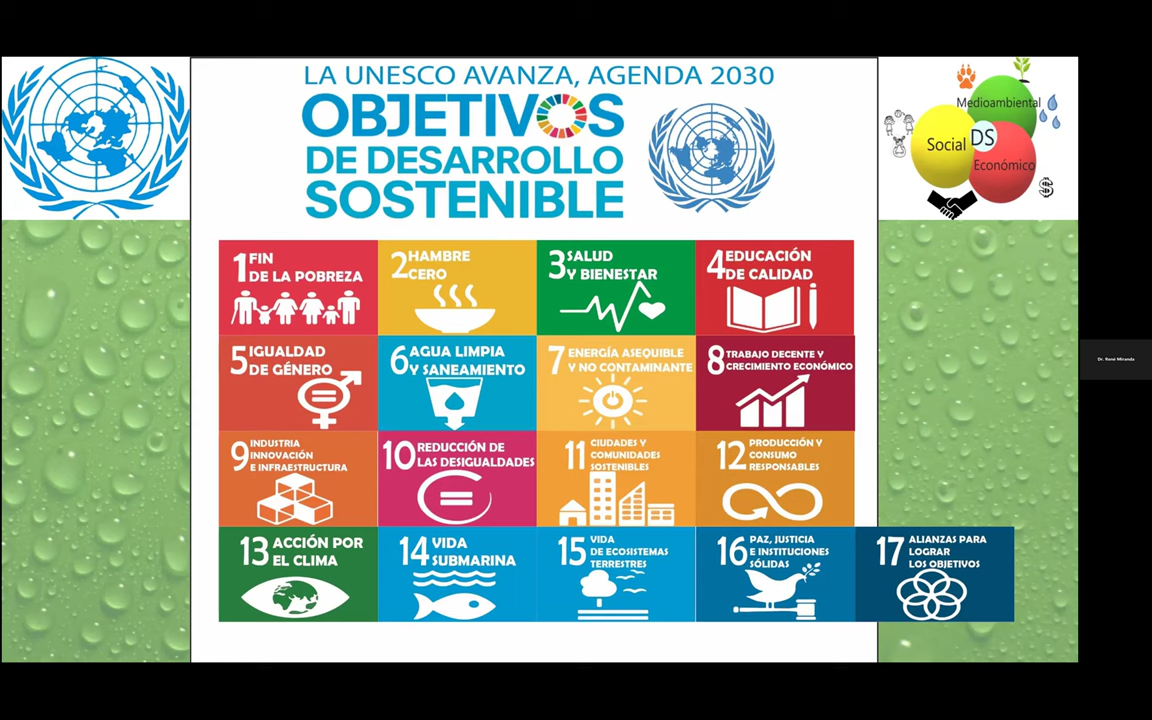 LA UNESCO AVANZA, AGENDA 2030
OBJETIVOS
DE DESARROLLO
SOSTENIBLE
Medioambiental
Social
DS
Económico
$
1 FIN
DE LA POBREZA
2 HAMBRE
CERO
3 SALUD
Y BIENESTAR
4 EDUCACIÓN
DE CALIDAD
5 IGUALDAD
DE GÉNERO
6 AGUA LIMPIA
Y SANEAMIENTO
7 ENERGÍA ASEQUIBLE
Y NO CONTAMINANTE
8 TRABAJO DECENTE Y
CRECIMIENTO ECONÓMICO
Dr. René Miranda
9 INDUSTRIA
INNOVACIÓN
E INFRAESTRUCTURA
10 REDUCCIÓN DE
LAS DESIGUALDADES
11 CIUDADES Y
COMUNIDADES
SOSTENIBLES
12 PRODUCCIÓN Y
CONSUMO
RESPONSABLES
13 ACCIÓN POR
EL CLIMA
14 VIDA
SUBMARINA
15 VIDA
DE ECOSISTEMAS
TERRESTRES
16 PAZ, JUSTICIA
E INSTITUCIONES
SÓLIDAS
17 ALIANZAS PARA
LOGRAR
LOS OBJETIVOS